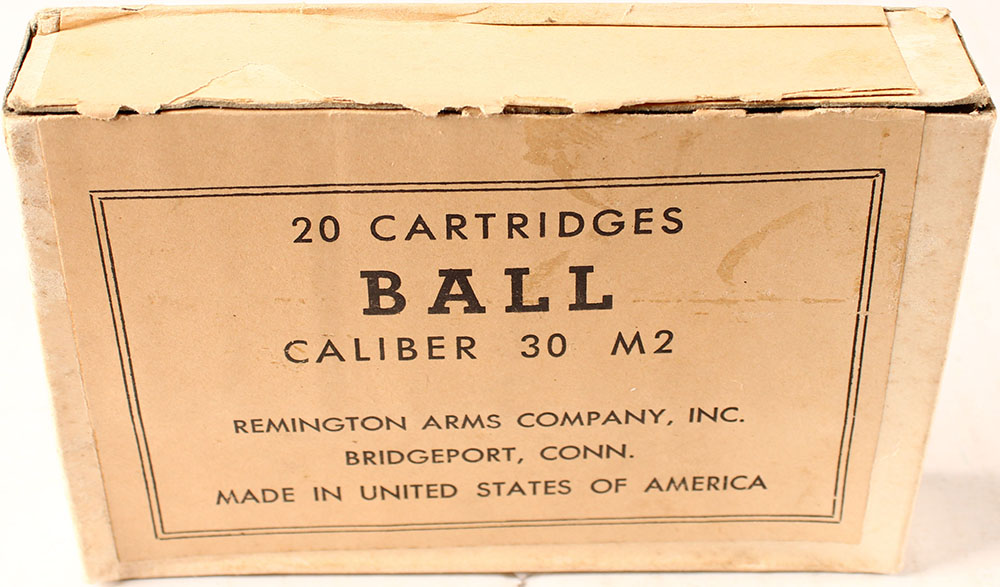 20 CARTRIDGES
BALL
CALIBER 30 M2
REMINGTON ARMS COMPANY, INC.
BRIDGEPORT, CONN.
MADE IN UNITED STATES OF AMERICA